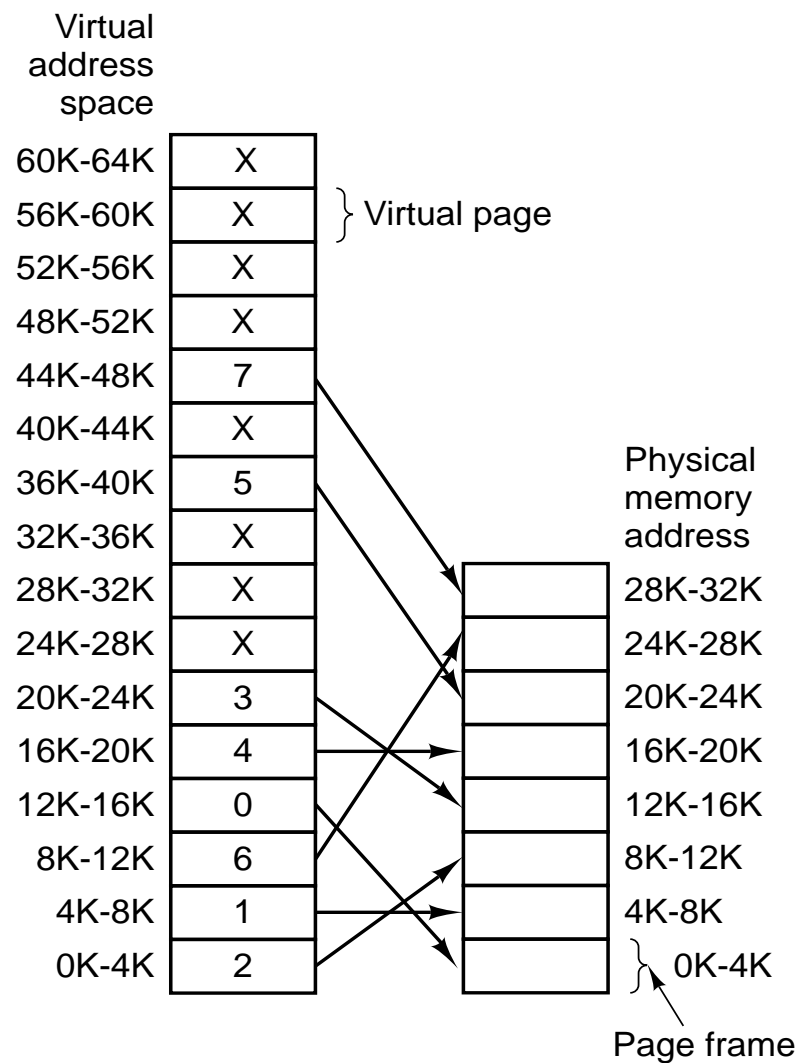 Virtual
address
space
60K-64K X
56K-60K X Virtual page
52K-56K X
48K-52K X
44K-48K 7
40K-44K X
36K-40K 5
32K-36K X
28K-32K X
24K-28K X
20K-24K 3
16K-20K 4
12K-16K 0
8K-12K 6
4K-8K 1
0K-4K 2
Physical
memory
address
28K-32K
24K-28K
20K-24K
16K-20K
12K-16K
8K-12K
4K-8K
0K-4K
Page frame